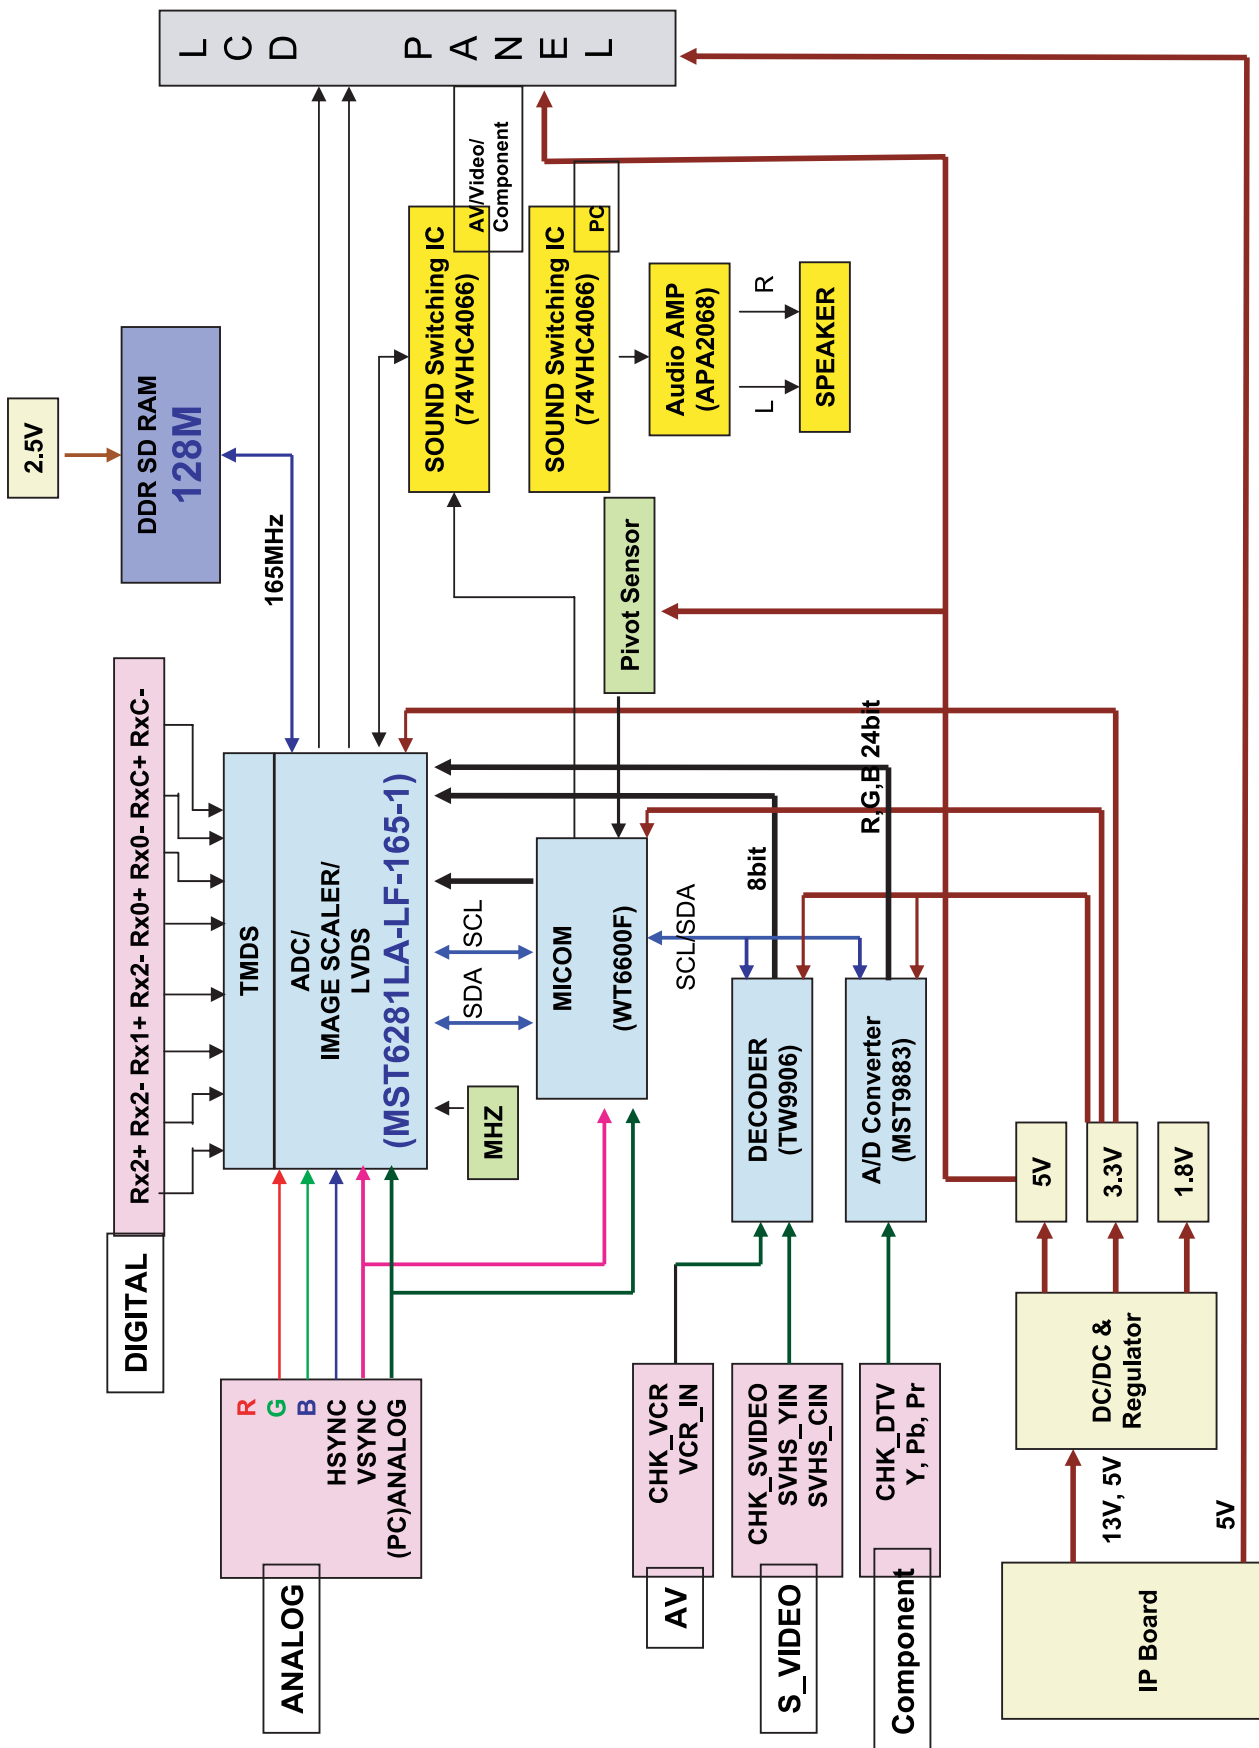 DIGITAL
Rx2+ Rx2- Rx1+ Rx2- Rx0+ Rx0- RxC+ RxC-
2.5V
DDR SD RAM
128M
165MHz
LCD PANEL
TMDS
ADC/
IMAGE SCALER/
LVDS
(MST6281LA-LF-165-1)
ANALOG
R
G
B
HSYNC
VSYNC
(PC)ANALOG
MHZ
SDA
SCL
MICOM
(WT6600F)
SCL/SDA
SOUND Switching IC
(74VHC4066)
AV/Video/
Component
SOUND Switching IC
(74VHC4066)
PC
Audio AMP
(APA2068)
L
R
SPEAKER
Pivot Sensor
AV
CHK_VCR
VCR_IN
S_VIDEO
CHK_SVIDEO
SVHS_YIN
SVHS_CIN
Component
CHK_DTV
Y, Pb, Pr
DECODER
(TW9906)
8bit
A/D Converter
(MST9883)
R,G,B 24bit
IP Board
13V, 5V
5V
DC/DC &
Regulator
5V
3.3V
1.8V